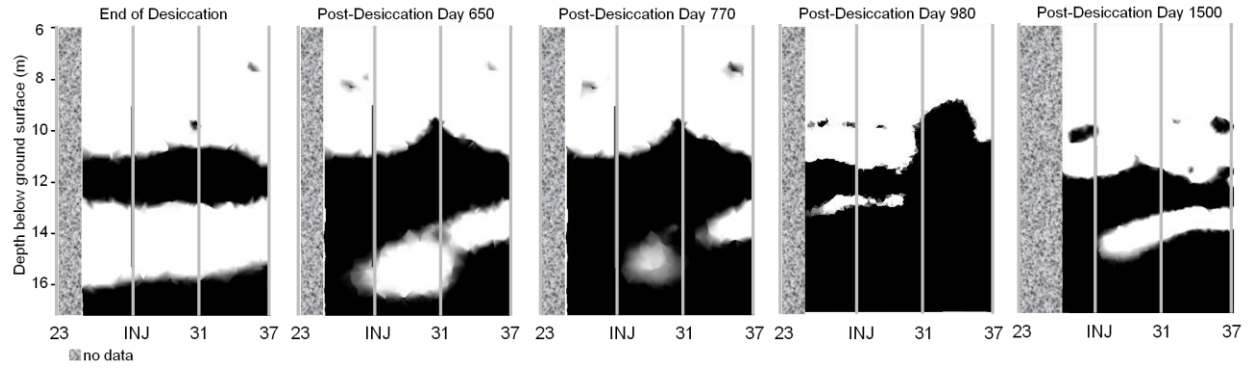 End of Desiccation
Post-Desiccation Day 650
Post-Desiccation Day 770
Post-Desiccation Day 980
Post-Desiccation Day 1500
Depth below ground surface (m)
6
8
10
12
14
16
23 INJ 31 37
23 INJ 31 37
23 INJ 31 37
23 INJ 31 37
23 INJ 31 37
no data